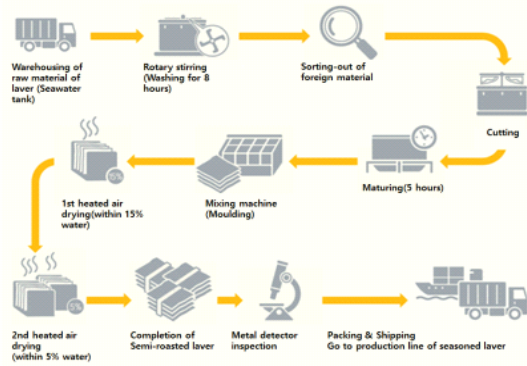 Warehousing of
raw material of
laver (Seawater
tank)
Rotary stirring
(Washing for 8
hours)
Sorting-out of
foreign material
Cutting
Maturing(5 hours)
Mixing machine
(Moulding)
1st heated air
drying(within 15%
water)
15%
2nd heated air
drying
(within 5% water)
Completion of
Semi-roasted laver
Metal detector
inspection
Packing & Shipping
Go to production line of seasoned laver